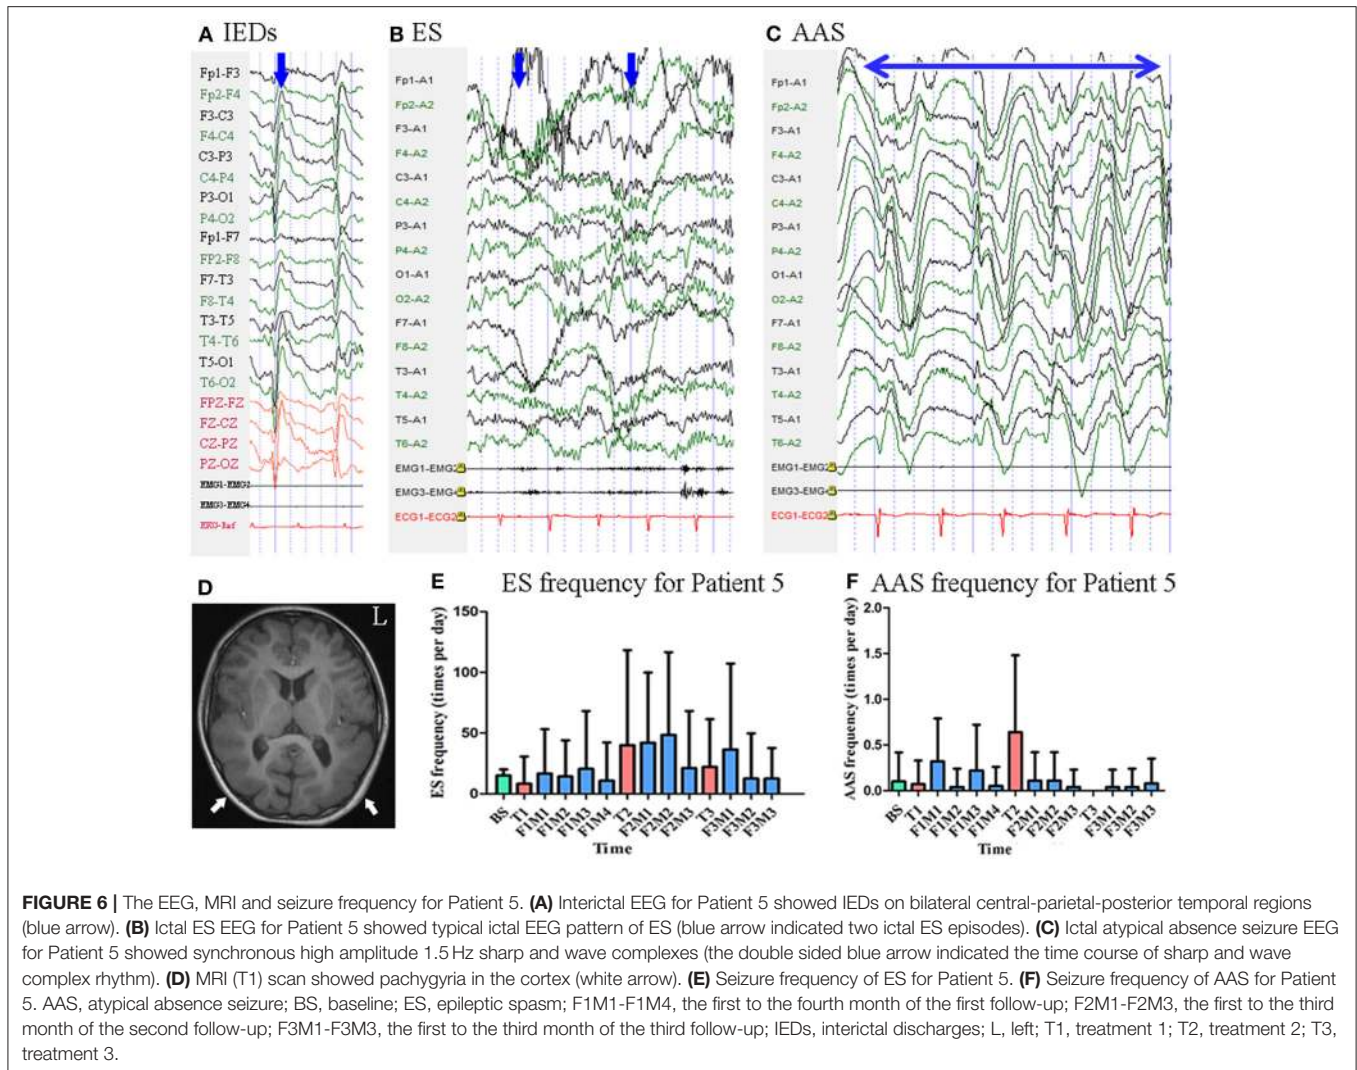 A IEDs
Fp1-F3
Fp2-F4
F3-C3
F4-C4
C3-P3
C4-P4
P3-O1
P4-O2
Fp1-F7
FP2-F8
F7-T3
F8-T4
T3-T5
T4-T6
T5-O1
T6-O2
FPZ-FZ
FZ-CZ
CZ-PZ
PZ-OZ
EMG1-EMG2
EMG3-EMG4
EKG-Ref
B ES
Fp1-A1
Fp2-A2
F3-A1
F4-A2
C3-A1
C4-A2
P3-A1
P4-A2
O1-A1
O2-A2
F7-A1
F8-A2
T3-A1
T4-A2
T5-A1
T6-A2
EMG1-EMG2
EMG3-EMG4
ECG1-ECG2
C AAS
Fp1-A1
Fp2-A2
F3-A1
F4-A2
C3-A1
C4-A2
P3-A1
P4-A2
O1-A1
O2-A2
F7-A1
F8-A2
T3-A1
T4-A2
T5-A1
T6-A2
EMG1-EMG2
EMG3-EMG4
ECG1-ECG2
D
L
E ES frequency for Patient 5
ES frequency (times per day)
150
100
50
0
BS T1 F1M1 F1M2 F1M3 F1M4 T2 F2M1 F2M2 F2M3 T3 F3M1 F3M2 F3M3
Time
F AAS frequency for Patient 5
AAS frequency (times per day)
2.0
1.5
1.0
0.5
0.0
BS T1 F1M1 F1M2 F1M3 F1M4 T2 F2M1 F2M2 F2M3 T3 F3M1 F3M2 F3M3
Time
FIGURE 6 | The EEG, MRI and seizure frequency for Patient 5. (A) Interictal EEG for Patient 5 showed IEDs on bilateral central-parietal-posterior temporal regions
(blue arrow). (B) Ictal ES EEG for Patient 5 showed typical ictal EEG pattern of ES (blue arrow indicated two ictal ES episodes). (C) Ictal atypical absence seizure EEG
for Patient 5 showed synchronous high amplitude 1.5 Hz sharp and wave complexes (the double sided blue arrow indicated the time course of sharp and wave
complex rhythm). (D) MRI (T1) scan showed pachygyria in the cortex (white arrow). (E) Seizure frequency of ES for Patient 5. (F) Seizure frequency of AAS for Patient
5. AAS, atypical absence seizure; BS, baseline; ES, epileptic spasm; F1M1-F1M4, the first to the fourth month of the first follow-up; F2M1-F2M3, the first to the third
month of the second follow-up; F3M1-F3M3, the first to the third month of the third follow-up; IEDs, interictal discharges; L, left; T1, treatment 1; T2, treatment 2; T3,
treatment 3.